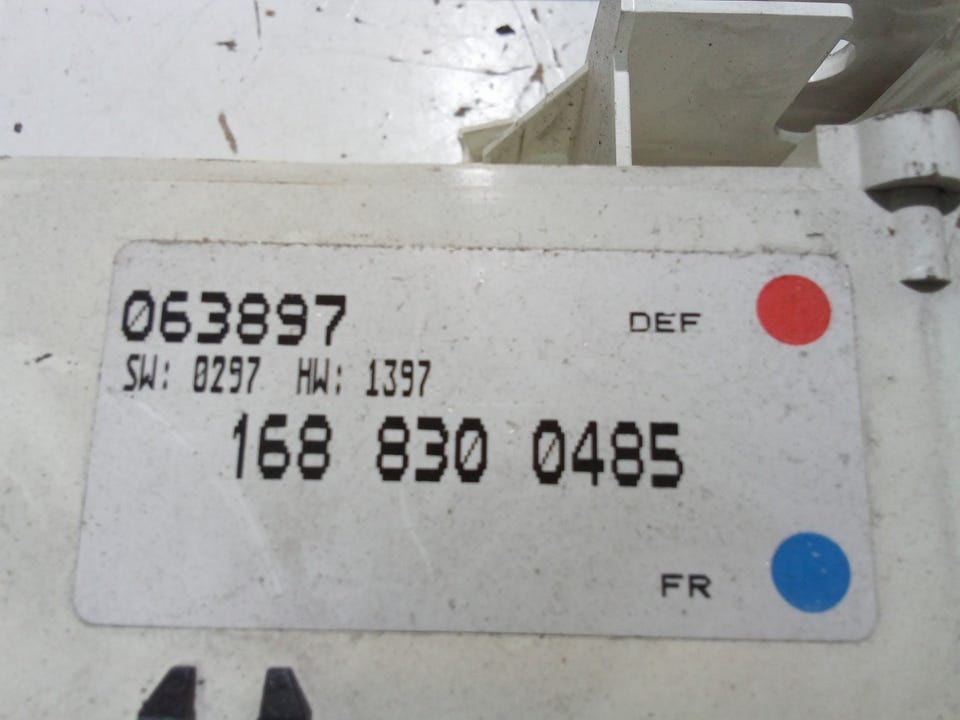 063897
DEF
SW: 0297 HW: 1397
168 830 0485
FR